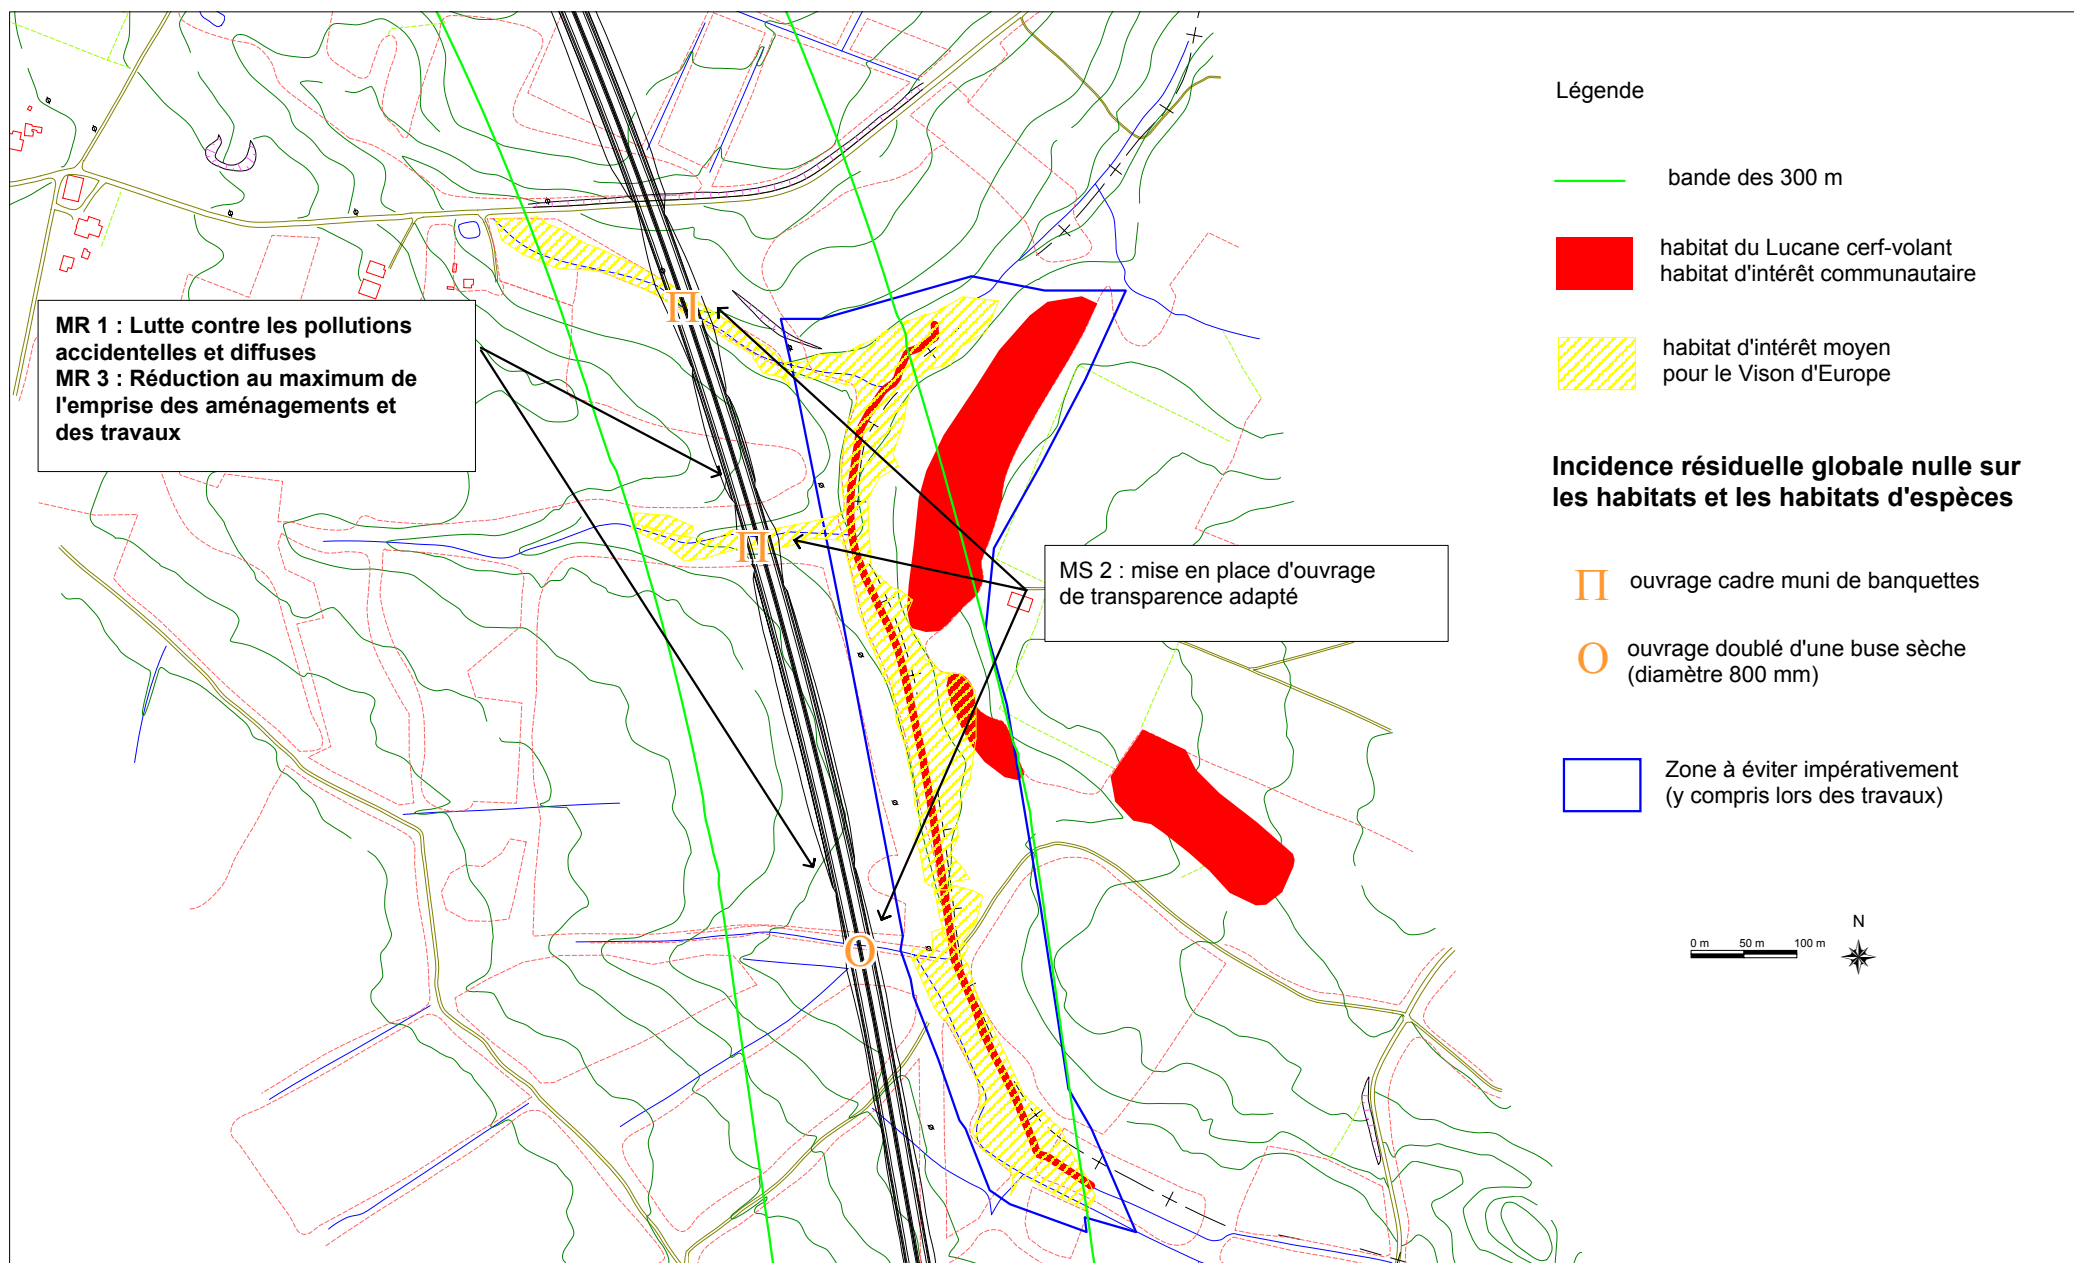 MR 1 : Lutte contre les pollutions
accidentelles et diffuses
MR 3 : Réduction au maximum de
l'emprise des aménagements et
des travaux
Π
Π
O
MS 2 : mise en place d'ouvrage
de transparence adapté
Légende
bande des 300 m
habitat du Lucane cerf-volant
habitat d'intérêt communautaire
habitat d'intérêt moyen
pour le Vison d'Europe
Incidence résiduelle globale nulle sur
les habitats et les habitats d'espèces
Π ouvrage cadre muni de banquettes
O ouvrage doublé d'une buse sèche
(diamètre 800 mm)
Zone à éviter impérativement
(y compris lors des travaux)
N
0 m 50 m 100 m